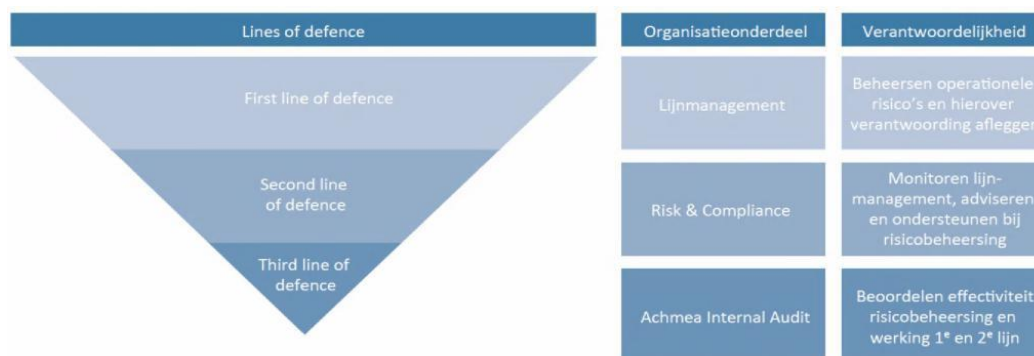 Lines of defence
Organisatieonderdeel
Verantwoordelijkheid
First line of defence
Lijnmanagement
Beheersen operationele
risico's en hierover
verantwoording afleggen
Second line
of defence
Risk & Compliance
Monitoren lijn-
management, adviseren
en ondersteunen bij
risicobeheersing
Third line of
defence
Achmea Internal Audit
Beoordelen effectiviteit
risicobeheersing en
werking 1ᵉ en 2ᵉ lijn